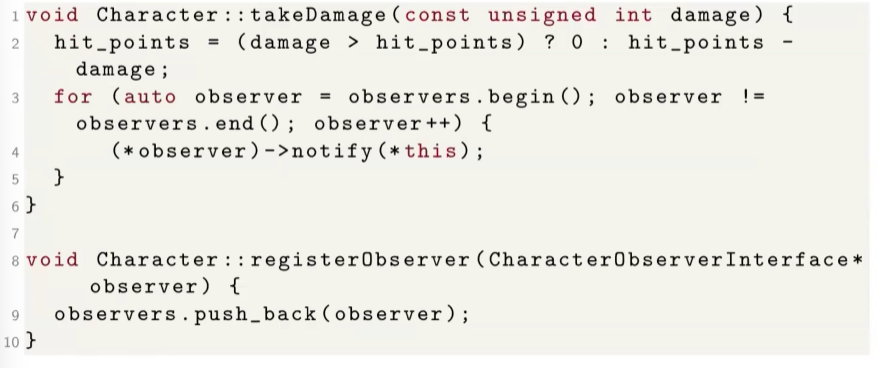 1 void Character::takeDamage(const unsigned int damage) {
2 hit_points = (damage > hit_points) ? 0 : hit_points -
damage;
3 for (auto observer = observers.begin(); observer !=
observers.end(); observer++) {
4 (*observer)->notify(*this);
5 }
6 }
7
8 void Character::registerObserver(CharacterObserverInterface*
observer) {
9 observers.push_back(observer);
10 }